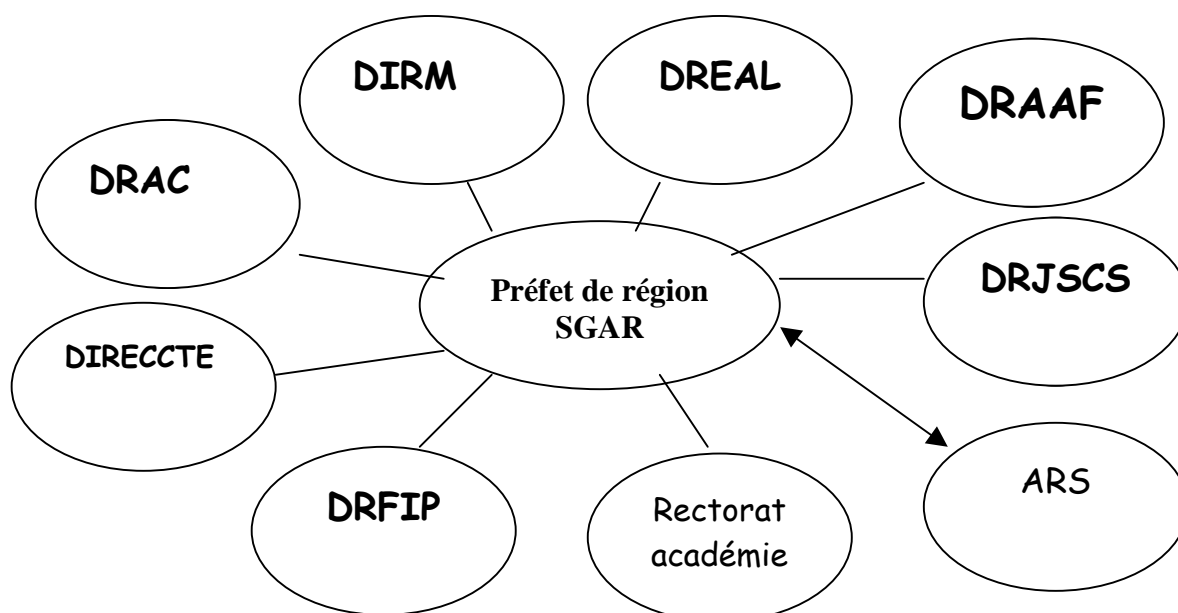 DIRM
DREAL
DRAAF
DRAC
DRJSCS
Préfet de région
SGAR
DIRECCTE
ARS
DRFIP
Rectorat
académie